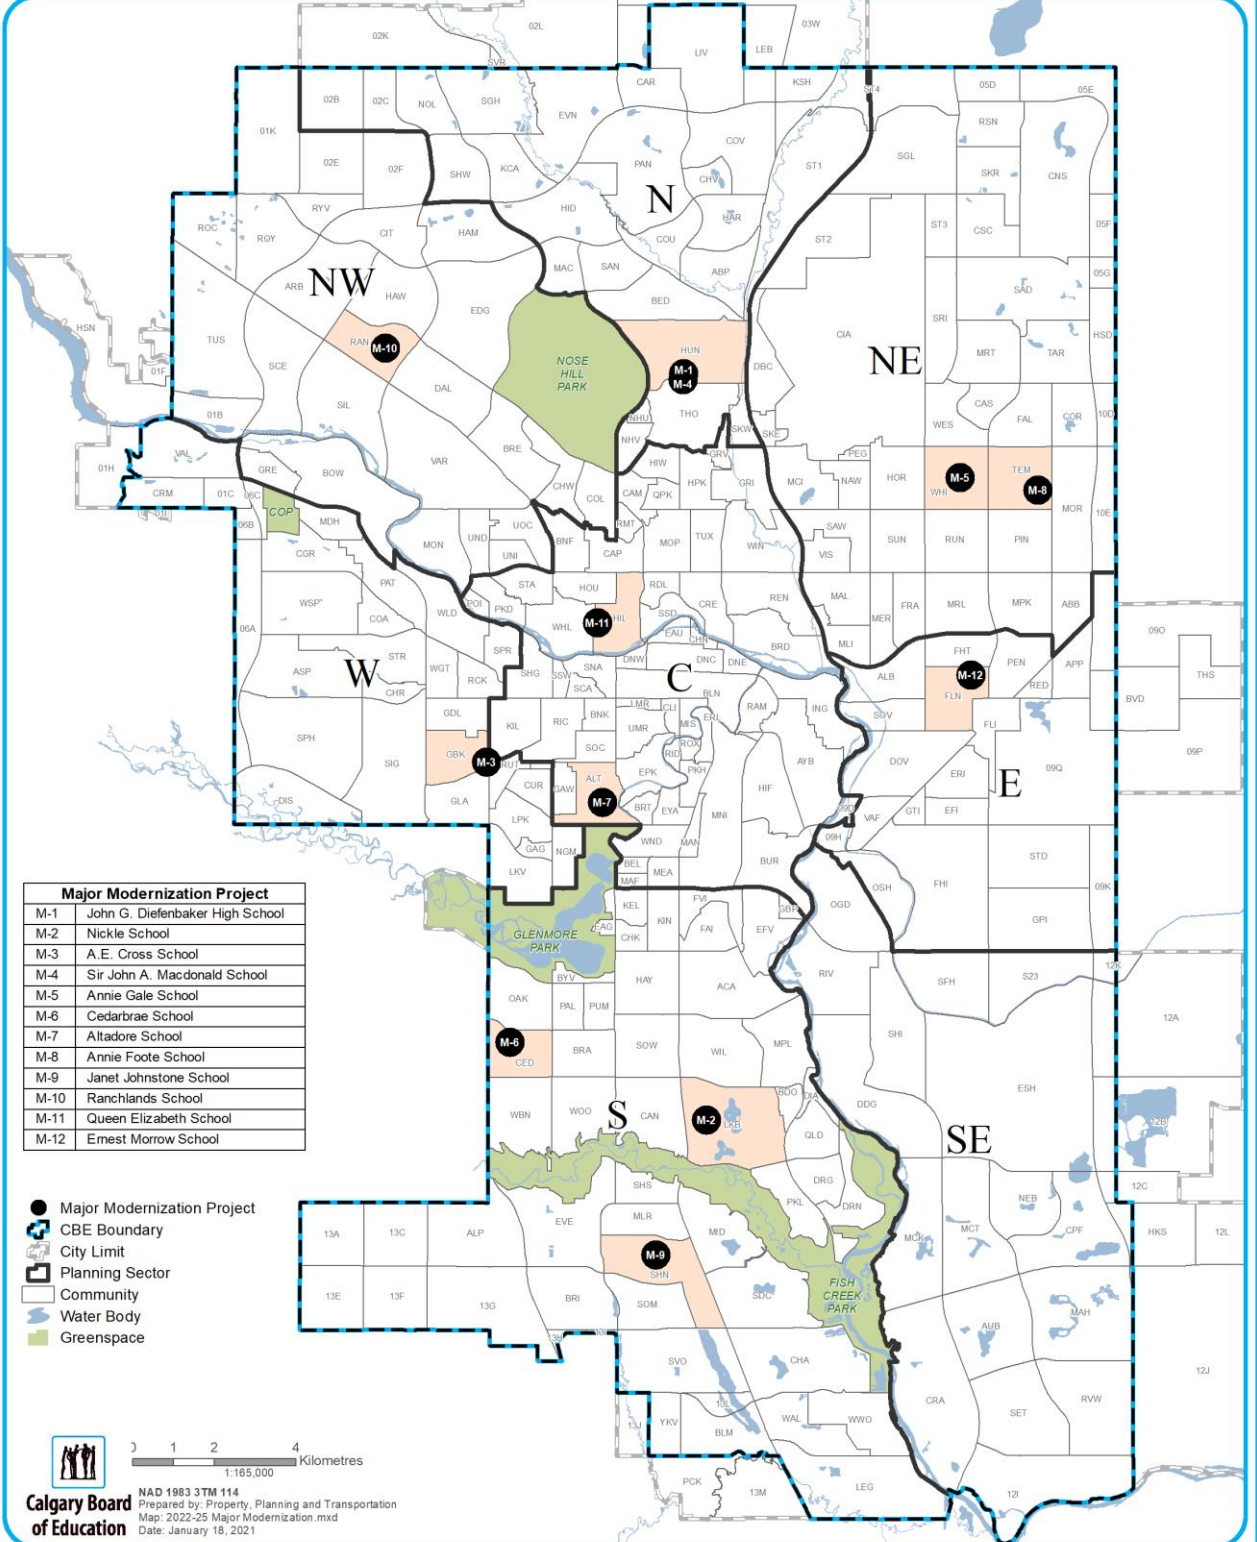 02K
02L
03W
LIV
LEB
SVR
CAR
KSH
ST4
05D
05E
02B
02C
NOL
SGH
EVN
01K
COV
RSN
SGL
02E
02F
SHW
KCA
PAN
CHV
ST1
SKR
CNS
N
RYV
HID
HAR
ROC
ROY
CIT
HAM
COU
ST2
ST3
CSC
05F
MAC
SAN
ABP
05G
NW
ARB
HAW
BED
SAD
EDG
SRI
HSN
TUS
RAN
M-10
HUN
CIA
HSD
NOSE
HILL
PARK
M-1
M-4
DBC
NE
MRT
TAR
01F
SCE
DAL
SIL
THO
CAS
01B
NHU
WES
FAL
COR
10D
SKW
SKE
VAL
BRE
NHV
GRV
PEG
01H
GRE
BOW
VAR
HIW
MCI
NAW
HOR
WHI
M-5
TEM
M-8
CRM
01C
06C
CHW
COL
CAM
QPK
HPK
GRI
MOR
10E
COP
06B
MDH
UOC
RMT
SAW
MON
UND
UNI
BNF
CAP
MOP
TUX
WIN
VIS
SUN
RUN
PIN
CGR
PAT
STA
HOU
RDL
WSP
COA
WLD
POI
PKD
CRE
REN
MAL
MER
FRA
MRL
MPK
ABB
06A
WHL
M-11
HIL
SSD
EAU
CHN
BRD
MLI
09O
W
STR
SPR
C
FHT
ASP
WGT
RCK
SHG
SSW
SNA
SCA
DNW
DNC
DNE
ALB
M-12
PEN
APP
THS
CHR
FLN
RED
BVD
GDL
KIL
RIC
BNK
LMR
CLI
BLN
RAM
ING
SOV
FLI
SPH
UMR
MIS
ERL
SIG
GBK
M-3
RUT
SOC
RID
ROX
AYB
DOV
09Q
09P
ALT
EPK
PKH
ERI
E
DIS
GLA
CUR
GAW
M-7
BRT
EYA
HIF
09D
GTI
EFI
LPK
MNI
VAF
GAG
NGM
WND
MAN
09H
LKV
BEL
MAF
MEA
BUR
OSH
FHI
STD
09K
KEL
FVI
GBP
OGD
GPI
GLENMORE
PARK
EAG
CHK
KIN
FAI
EFV
BYV
HAY
ACA
RIV
SFH
S23
12K
OAK
PAL
PUM
12A
M-6
CED
BRA
SOW
WIL
MPL
SHI
ESH
WBN
WOO
S
CAN
M-2
LKB
BDO
DIA
DDG
12B
QLD
SE
SHS
DRG
12C
PKL
DRN
NEB
13A
13C
ALP
EVE
MLR
MID
MCK
MCT
CPF
HKS
12L
M-9
SHN
13E
13F
13G
BRI
SOM
SDC
FISH
CREEK
PARK
MAH
AUB
13H
SVO
CHA
12J
CRA
SET
RVW
13J
YKV
13L
BLM
WAL
WWO
PCK
13M
LEG
12I
Major Modernization Project
M-1 John G. Diefenbaker High School
M-2 Nickle School
M-3 A.E. Cross School
M-4 Sir John A. Macdonald School
M-5 Annie Gale School
M-6 Cedarbrae School
M-7 Altadore School
M-8 Annie Foote School
M-9 Janet Johnstone School
M-10 Ranchlands School
M-11 Queen Elizabeth School
M-12 Ernest Morrow School
Major Modernization Project
CBE Boundary
City Limit
Planning Sector
Community
Water Body
Greenspace
1 2 4
Kilometres
1:165,000
Calgary Board
of Education
NAD 1983 3TM 114
Prepared by: Property, Planning and Transportation
Map: 2022-25 Major Modernization.mxd
Date: January 18, 2021